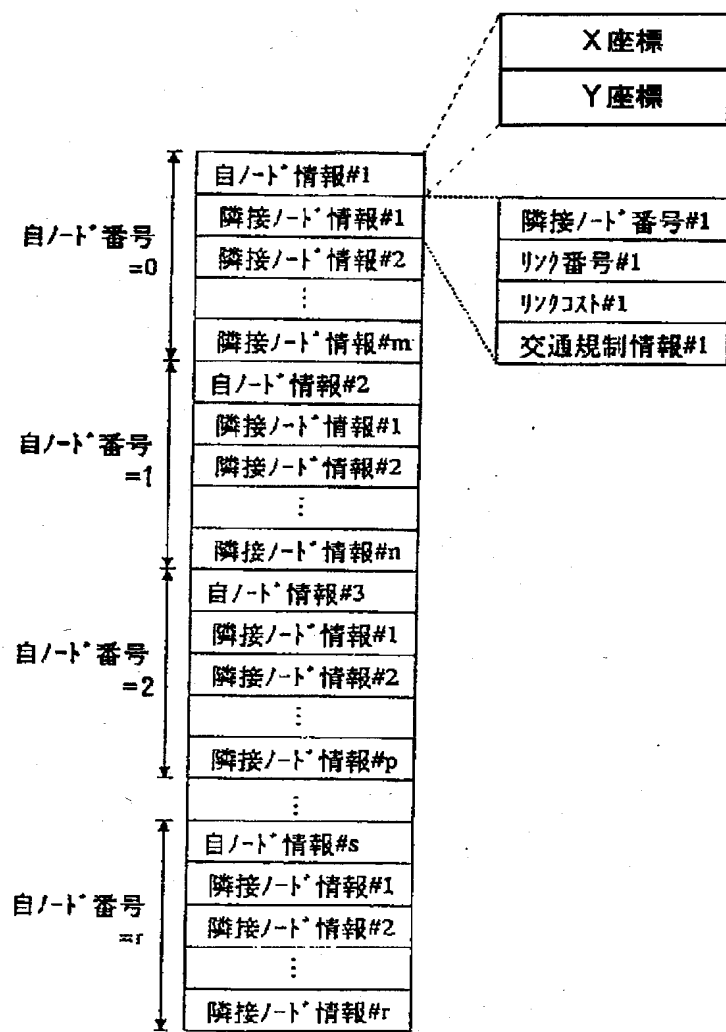 X座標
Y座標
自ﾉｰﾄﾞ番号
=0
自ﾉｰﾄﾞ情報#1
隣接ﾉｰﾄﾞ情報#1
隣接ﾉｰﾄﾞ情報#2
⋮
隣接ﾉｰﾄﾞ情報#m
隣接ﾉｰﾄﾞ番号#1
ﾘﾝｸ番号#1
ﾘﾝｸｺｽﾄ#1
交通規制情報#1
自ﾉｰﾄﾞ番号
=1
自ﾉｰﾄﾞ情報#2
隣接ﾉｰﾄﾞ情報#1
隣接ﾉｰﾄﾞ情報#2
⋮
隣接ﾉｰﾄﾞ情報#n
自ﾉｰﾄﾞ番号
=2
自ﾉｰﾄﾞ情報#3
隣接ﾉｰﾄﾞ情報#1
隣接ﾉｰﾄﾞ情報#2
⋮
隣接ﾉｰﾄﾞ情報#p
⋮
自ﾉｰﾄﾞ番号
=r
自ﾉｰﾄﾞ情報#s
隣接ﾉｰﾄﾞ情報#1
隣接ﾉｰﾄﾞ情報#2
⋮
隣接ﾉｰﾄﾞ情報#r